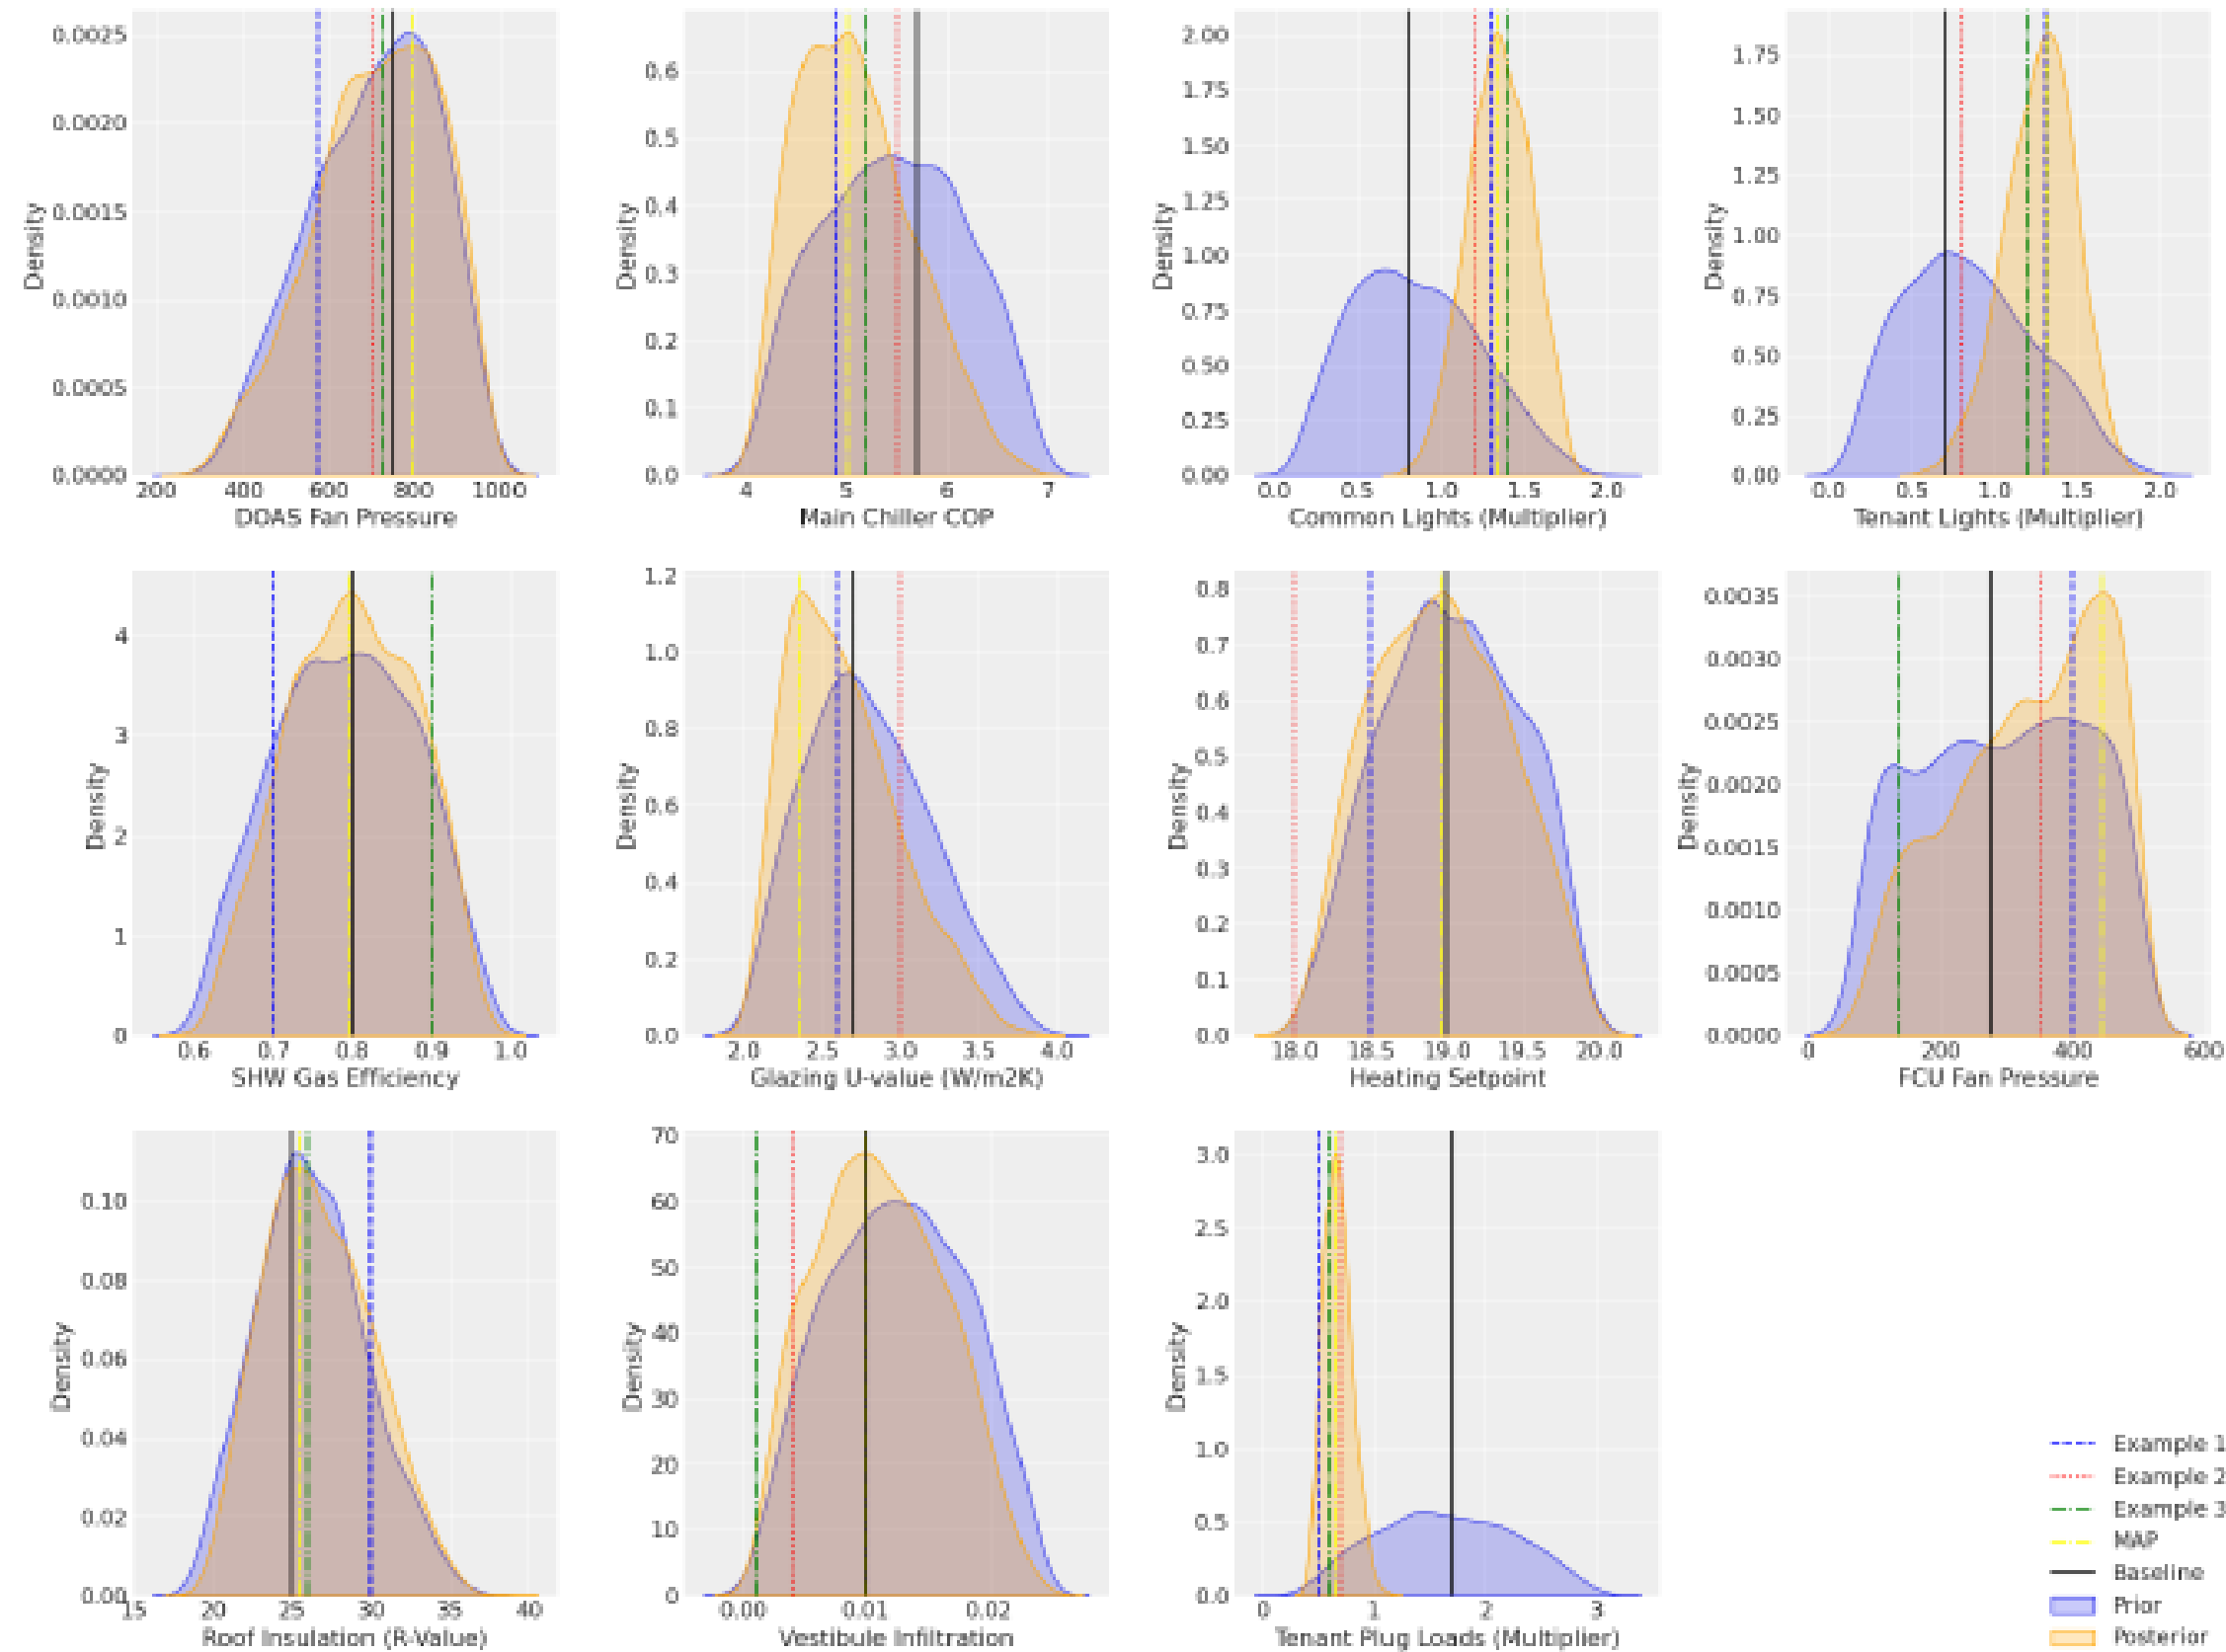 0.0025
0.0020
0.0015
0.0010
0.0005
0.0000
Density
200 400 600 800 1000
DOAS Fan Pressure
0.6
0.5
0.4
0.3
0.2
0.1
0.0
Density
4 5 6 7
Main Chiller COP
2.00
1.75
1.50
1.25
1.00
0.75
0.50
0.25
0.00
Density
0.0 0.5 1.0 1.5 2.0
Common Lights (Multiplier)
1.75
1.50
1.25
1.00
0.75
0.50
0.25
0.00
Density
0.0 0.5 1.0 1.5 2.0
Tenant Lights (Multiplier)
4
3
2
1
0
Density
0.6 0.7 0.8 0.9 1.0
SHW Gas Efficiency
1.2
1.0
0.8
0.6
0.4
0.2
0.0
Density
2.0 2.5 3.0 3.5 4.0
Glazing U-value (W/m2K)
0.8
0.7
0.6
0.5
0.4
0.3
0.2
0.1
0.0
Density
18.0 18.5 19.0 19.5 20.0
Heating Setpoint
0.0035
0.0030
0.0025
0.0020
0.0015
0.0010
0.0005
0.0000
Density
0 200 400 600
FCU Fan Pressure
0.10
0.08
0.06
0.04
0.02
0.00
Density
15 20 25 30 35 40
Roof Insulation (R-Value)
70
60
50
40
30
20
10
0
Density
0.00 0.01 0.02
Vestibule Infiltration
3.0
2.5
2.0
1.5
1.0
0.5
0.0
Density
0 1 2 3
Tenant Plug Loads (Multiplier)
Example 1
Example 2
Example 3
MAP
Baseline
Prior
Posterior